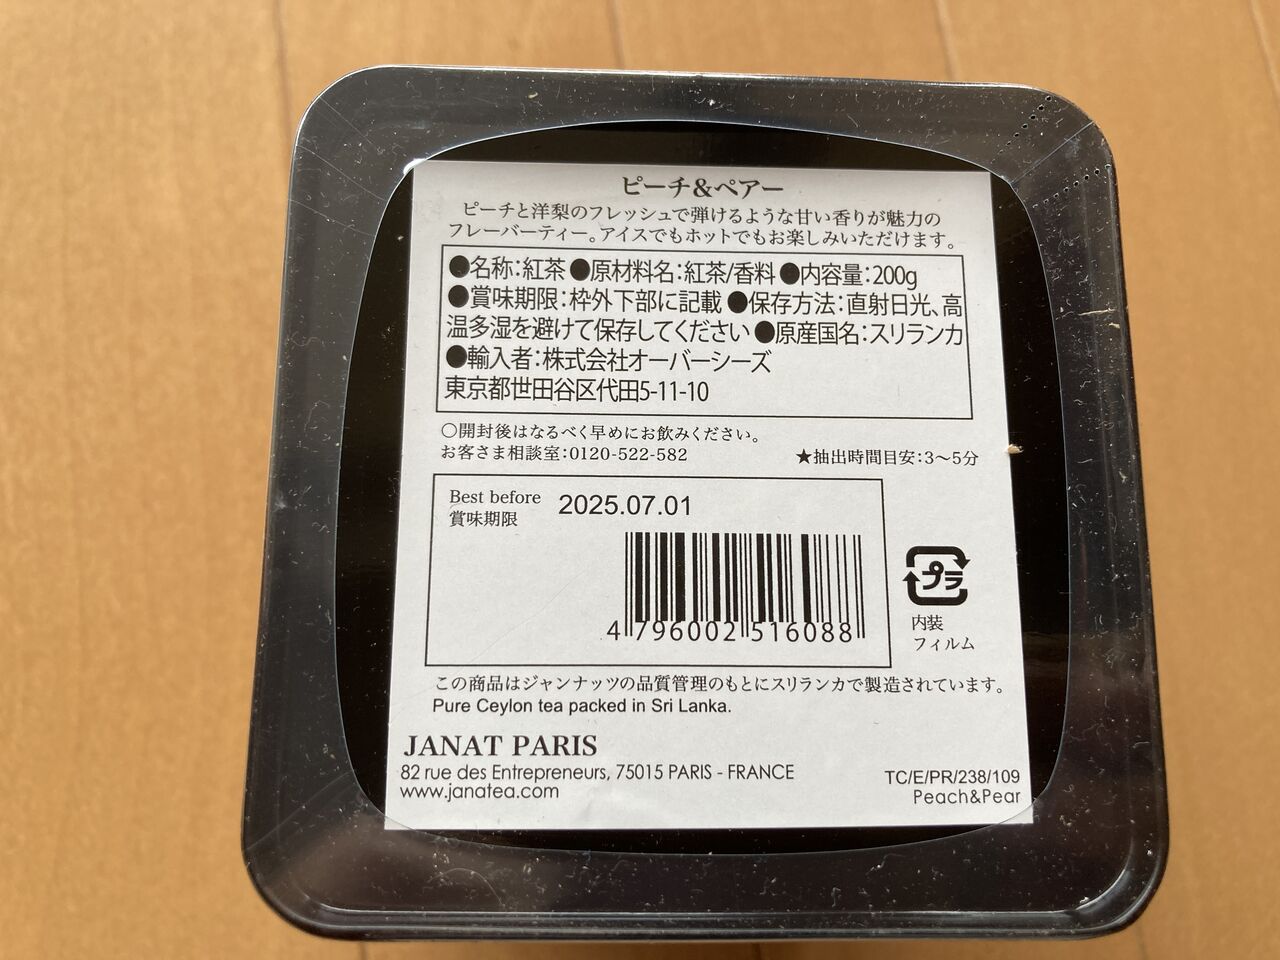 ピーチ&ペアー
ピーチと洋梨のフレッシュで弾けるような甘い香りが魅力の
フレーバーティー。アイスでもホットでもお楽しみいただけます。
●名称:紅茶 ●原材料名:紅茶/香料 ●内容量:200g
●賞味期限:枠外下部に記載 ●保存方法:直射日光、高
温多湿を避けて保存してください ●原産国名:スリランカ
●輸入者:株式会社オーバーシーズ
東京都世田谷区代田5-11-10
○開封後はなるべく早めにお飲みください。
お客さま相談室:0120-522-582
★抽出時間目安:3〜5分
Best before 2025.07.01
賞味期限
4 796002 516088
プラ
内装
フィルム
この商品はジャンナッツの品質管理のもとにスリランカで製造されています。
Pure Ceylon tea packed in Sri Lanka.
JANAT PARIS
82 rue des Entrepreneurs, 75015 PARIS - FRANCE
www.janatea.com
TC/E/PR/238/109
Peach&Pear